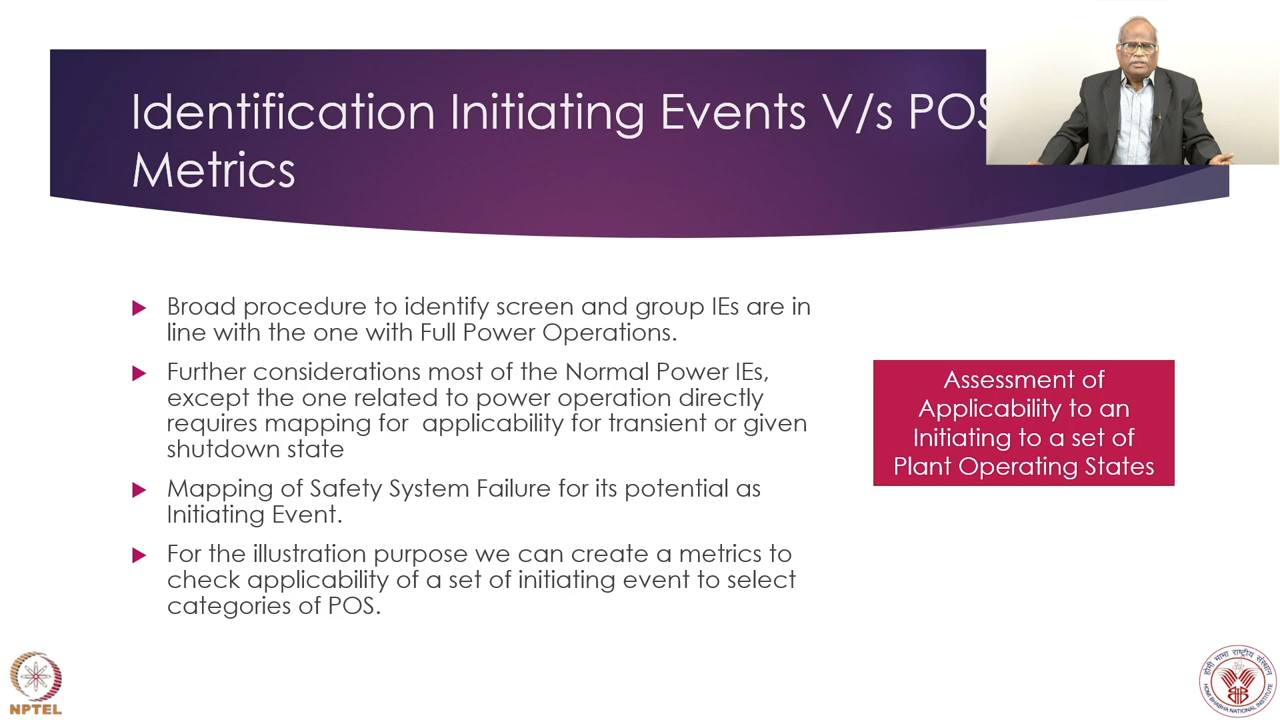 Identification Initiating Events V/s POS
Metrics
Broad procedure to identify screen and group IEs are in
line with the one with Full Power Operations.
Further considerations most of the Normal Power IEs,
except the one related to power operation directly
requires mapping for applicability for transient or given
shutdown state
Mapping of Safety System Failure for its potential as
Initiating Event.
For the illustration purpose we can create a metrics to
check applicability of a set of initiating event to select
categories of POS.
Assessment of
Applicability to an
Initiating to a set of
Plant Operating States
NPTEL
होमी भाभा राष्ट्रीय संस्थान
HOMI BHABHA NATIONAL INSTITUTE